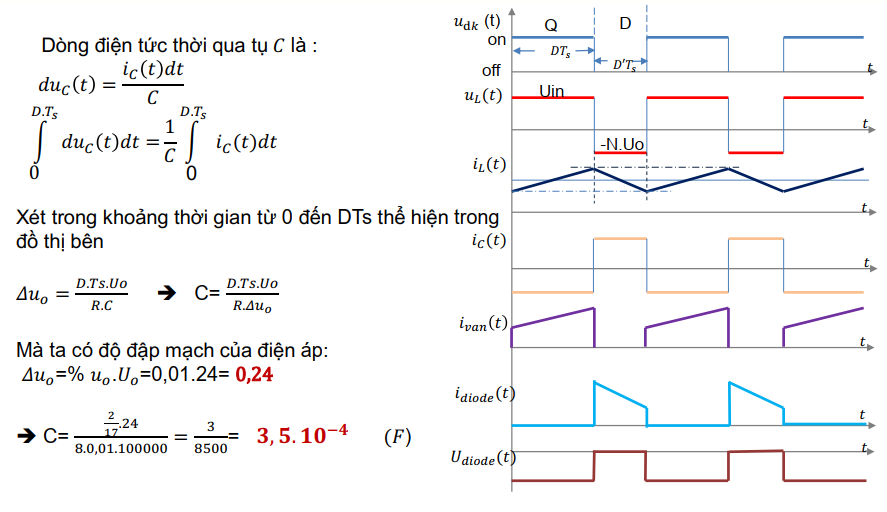 Dòng điện tức thời qua tụ C là :
du_C(t) = i_C(t)dt / C
∫_0^{D.T_s} du_C(t)dt = 1/C ∫_0^{D.T_s} i_C(t)dt
Xét trong khoảng thời gian từ 0 đến DTs thể hiện trong
đồ thị bên
Δu_o = D.Ts.Uo / R.C ➔ C= D.Ts.Uo / R.Δu_o
Mà ta có độ đập mạch của điện áp:
Δu_o=% u_o.U_o=0,01.24= 0,24
➔ C= (2/17 .24) / 8.0,01.100000 = 3/8500 = 3,5.10^{-4} (F)
u_dk (t)
Q
D
on
DT_s
D'T_s
off
t
u_L(t)
Uin
t
-N.Uo
i_L(t)
t
i_C(t)
t
i_van(t)
t
i_diode(t)
t
U_diode(t)
t